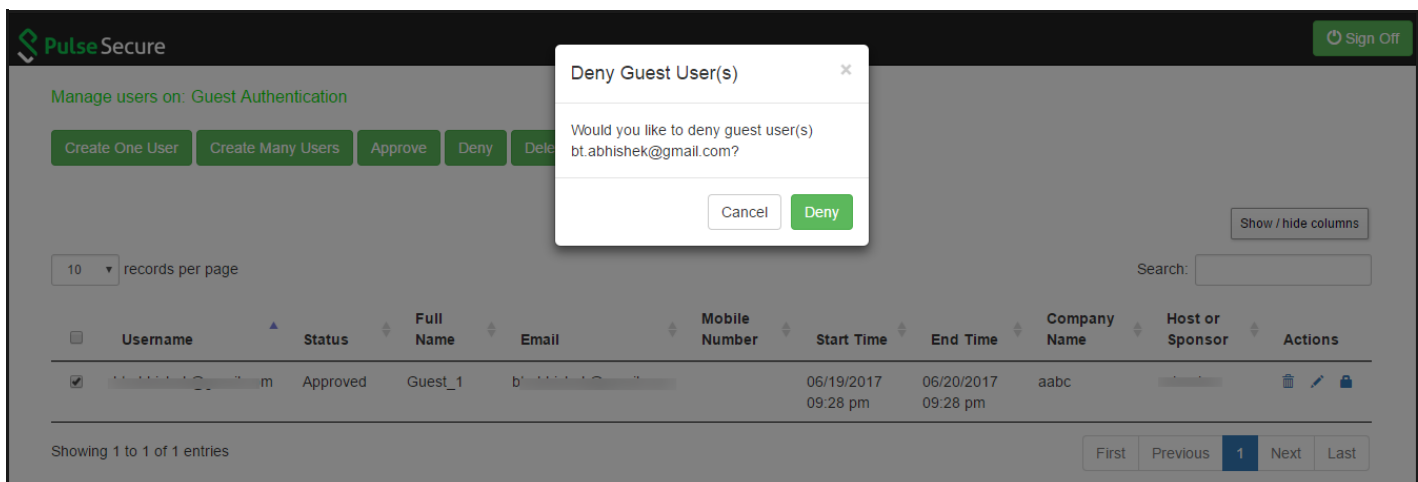 Pulse Secure
Sign Off
Deny Guest User(s)
×
Manage users on: Guest Authentication
Would you like to deny guest user(s)
bt.abhishek@gmail.com?
Create One User Create Many Users Approve Deny Dele
Cancel Deny
Show / hide columns
10 records per page Search:
Username Status Full Name Email Mobile Number Start Time End Time Company Name Host or Sponsor Actions
Approved Guest_1 06/19/2017 09:28 pm 06/20/2017 09:28 pm aabc
Showing 1 to 1 of 1 entries First Previous 1 Next Last